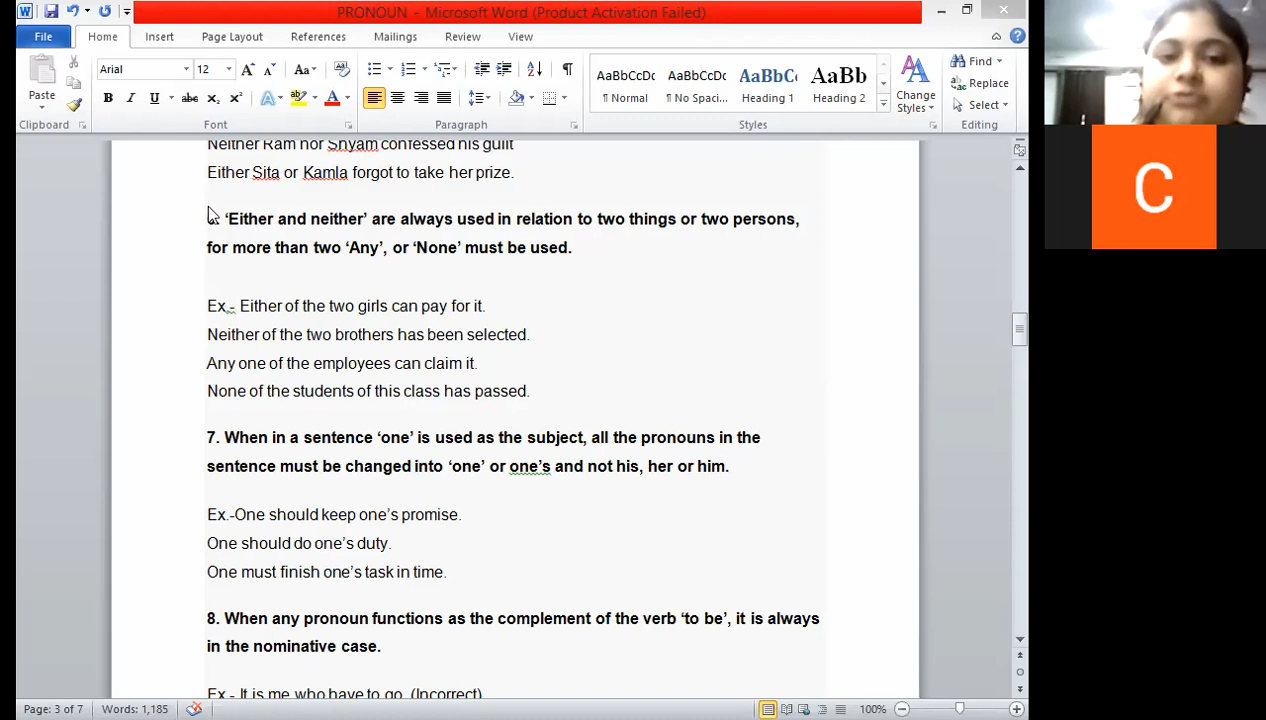 PRONOUN - Microsoft Word (Product Activation Failed)
File Home Insert Page Layout References Mailings Review View
Paste
Arial 12
AaBbCcDc AaBbCcDc AaBbC AaBb
¶ Normal ¶ No Spaci... Heading 1 Heading 2
Change Styles
Find
Replace
Select
Clipboard Font Paragraph Styles Editing
Neither Ram nor Shyam confessed his guilt
Either Sita or Kamla forgot to take her prize.
‘Either and neither’ are always used in relation to two things or two persons,
for more than two ‘Any’, or ‘None’ must be used.
Ex.- Either of the two girls can pay for it.
Neither of the two brothers has been selected.
Any one of the employees can claim it.
None of the students of this class has passed.
7. When in a sentence ‘one’ is used as the subject, all the pronouns in the
sentence must be changed into ‘one’ or one’s and not his, her or him.
Ex.-One should keep one’s promise.
One should do one’s duty.
One must finish one’s task in time.
8. When any pronoun functions as the complement of the verb ‘to be’, it is always
in the nominative case.
Ex.- It is me who have to go. (Incorrect)
Page: 3 of 7 Words: 1,185 100%
C